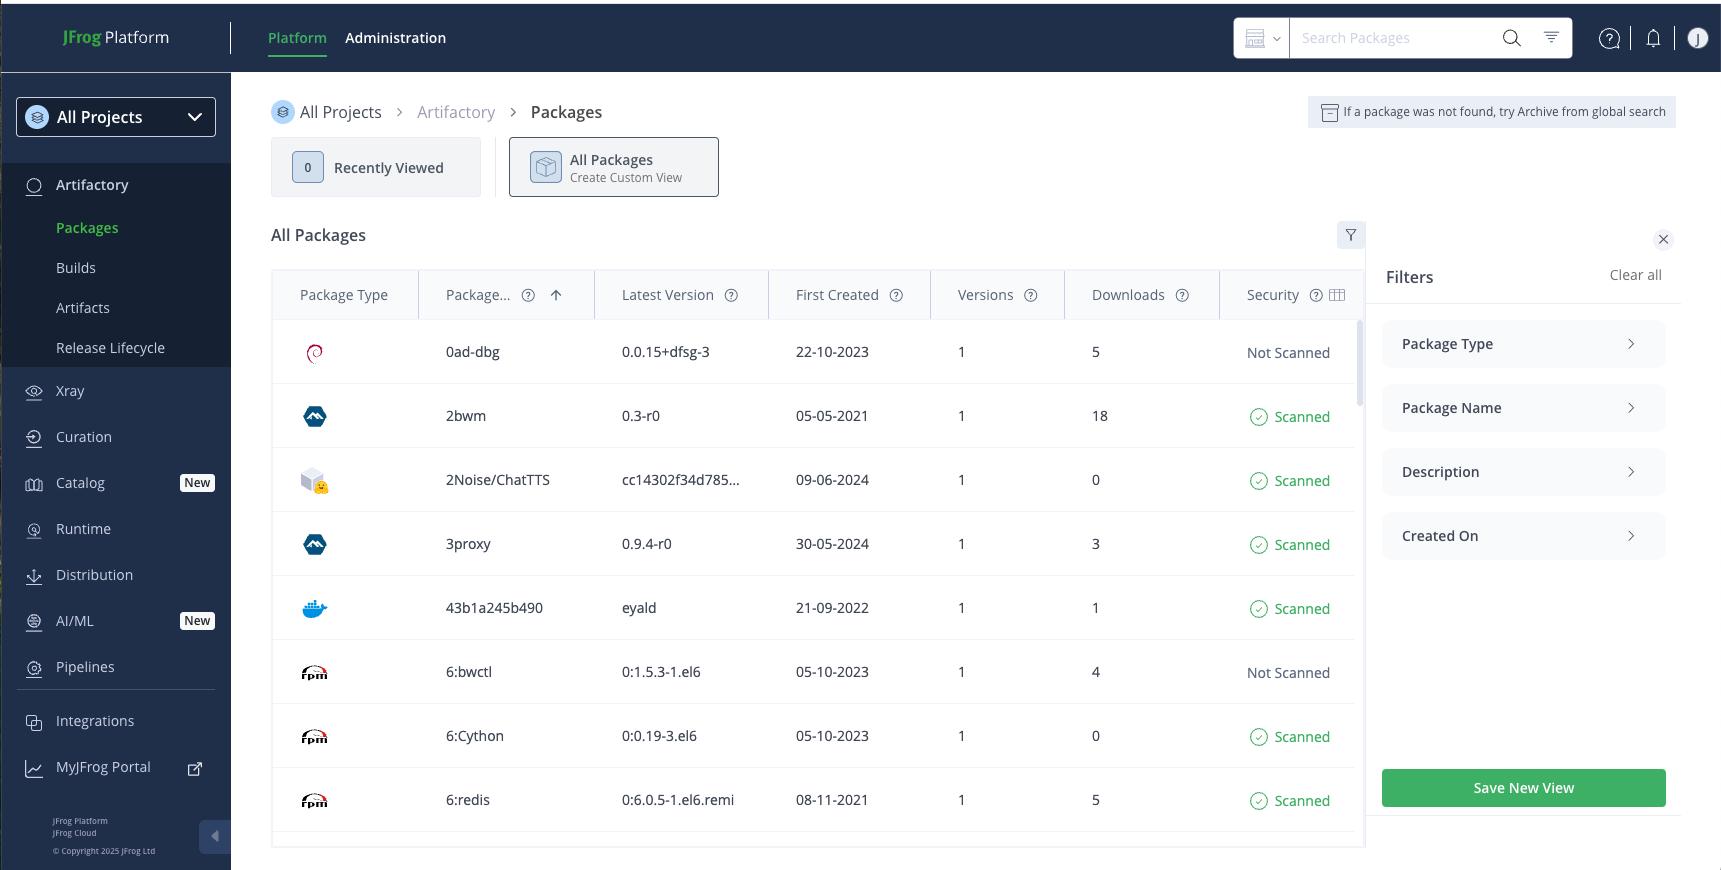 JFrog Platform
Platform
Administration
Search Packages
J
All Projects
Artifactory
Packages
Builds
Artifacts
Release Lifecycle
Xray
Curation
Catalog New
Runtime
Distribution
AI/ML New
Pipelines
Integrations
MyJFrog Portal
JFrog Platform
JFrog Cloud
© Copyright 2025 JFrog Ltd
All Projects > Artifactory > Packages
If a package was not found, try Archive from global search
0 Recently Viewed
All Packages
Create Custom View
All Packages
Package Type Package... Latest Version First Created Versions Downloads Security
0ad-dbg 0.0.15+dfsg-3 22-10-2023 1 5 Not Scanned
2bwm 0.3-r0 05-05-2021 1 18 Scanned
2Noise/ChatTTS cc14302f34d785... 09-06-2024 1 0 Scanned
3proxy 0.9.4-r0 30-05-2024 1 3 Scanned
43b1a245b490 eyald 21-09-2022 1 1 Scanned
rpm 6:bwctl 0:1.5.3-1.el6 05-10-2023 1 4 Not Scanned
rpm 6:Cython 0:0.19-3.el6 05-10-2023 1 0 Scanned
rpm 6:redis 0:6.0.5-1.el6.remi 08-11-2021 1 5 Scanned
Filters
Clear all
Package Type
Package Name
Description
Created On
Save New View